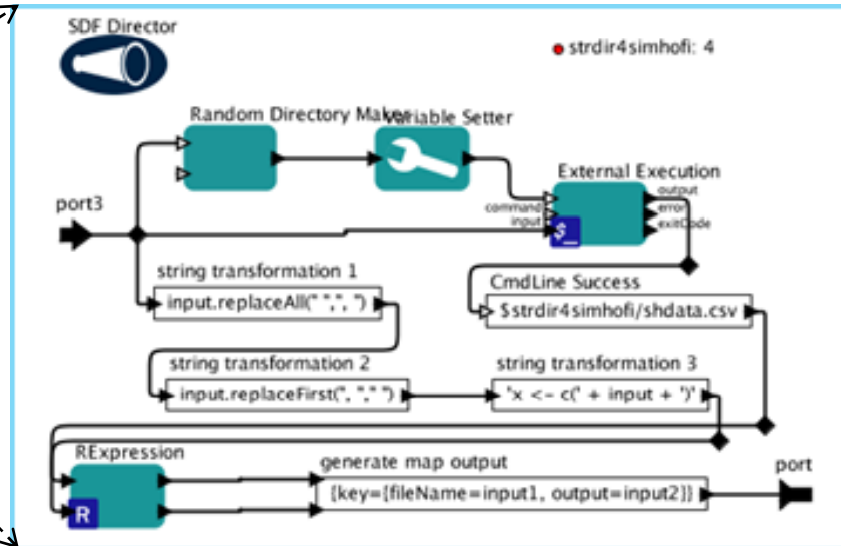 SDF Director
strdir4simhofi: 4
Random Directory Maker
Variable Setter
External Execution
output
command
error
input
exitCode
$_
port3
string transformation 1
input.replaceAll(" ",", ")
CmdLine Success
$strdir4simhofi/shdata.csv
string transformation 2
input.replaceFirst(", "," ")
string transformation 3
'x <- c(' + input + ')'
RExpression
R
generate map output
{key={fileName=input1, output=input2}}
port